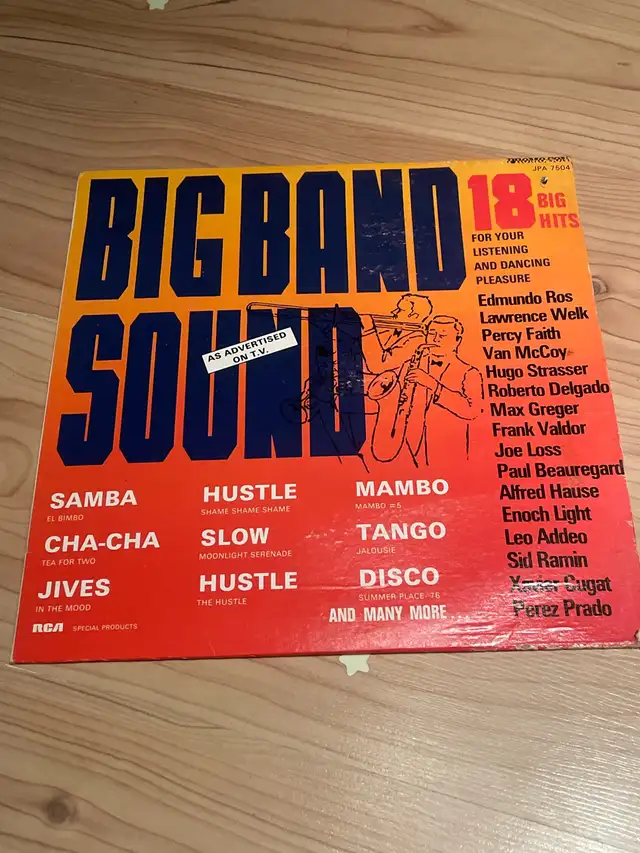 JPA 7504
BIG BAND
SOUND
AS ADVERTISED
ON T.V.
18 BIG
HITS
FOR YOUR
LISTENING
AND DANCING
PLEASURE
Edmundo Ros
Lawrence Welk
Percy Faith
Van McCoy
Hugo Strasser
Roberto Delgado
Max Greger
Frank Valdor
Joe Loss
Paul Beauregard
Alfred Hause
Enoch Light
Leo Addeo
Sid Ramin
Xavier Cugat
Perez Prado
SAMBA
EL BIMBO
HUSTLE
SHAME SHAME SHAME
MAMBO
MAMBO #5
CHA-CHA
TEA FOR TWO
SLOW
MOONLIGHT SERENADE
TANGO
JALOUSIE
JIVES
IN THE MOOD
HUSTLE
THE HUSTLE
DISCO
SUMMER PLACE-76
AND MANY MORE...
RCA SPECIAL PRODUCTS